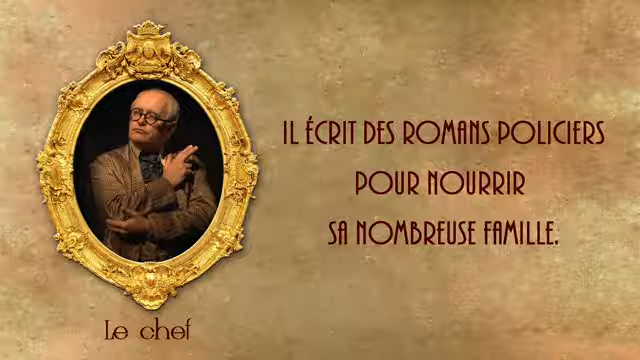 IL ÉCRIT DES ROMANS POLICIERS
POUR NOURRIR
SA NOMBREUSE FAMILLE.
Le chef